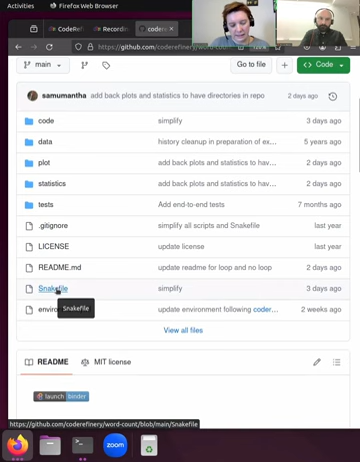 Activities
Firefox Web Browser
CodeRef
Recordin
coderef
https://github.com/coderefinery/word-coun
main
Go to file
Code
samumantha add back plots and statistics to have directories in repo 2 days ago
code simplify 3 days ago
data history cleanup in preparation of ex… 5 years ago
plot add back plots and statistics to hav… 2 days ago
statistics add back plots and statistics to hav… 2 days ago
tests Add end-to-end tests 7 months ago
.gitignore simplify all scripts and Snakefile last year
LICENSE update license last year
README.md update readme for loop and no loop 2 days ago
Snakefile simplify 3 days ago
Snakefile
enviro update environment following coder… 2 weeks ago
View all files
README
MIT license
launch binder
https://github.com/coderefinery/word-count/blob/main/Snakefile
zoom